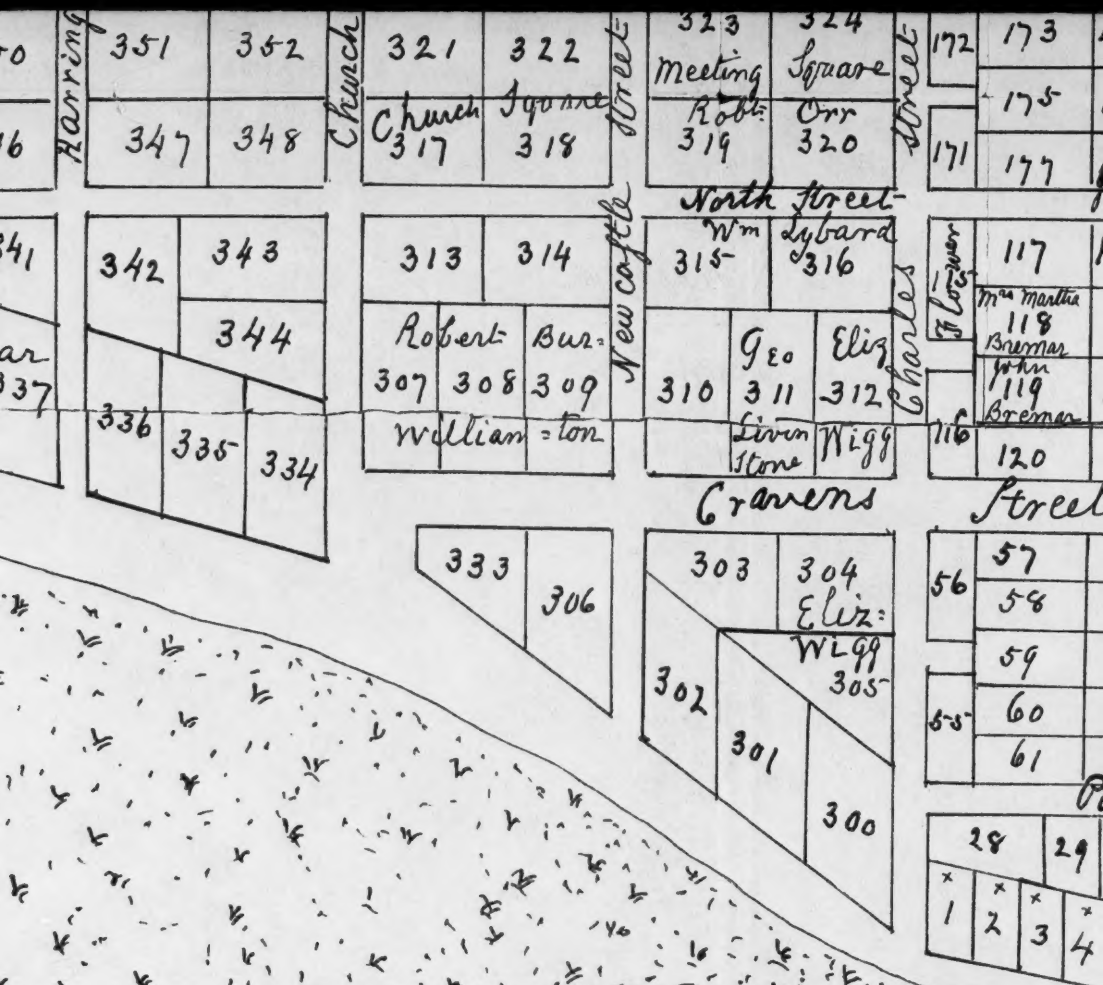 Harring
351 352
347 348
Church
321 322
Church Square
317 318
Street
323 324
Meeting Square
Robt: Orr
319 320
Street
172 173
175
171 177
North Street
341
342 343
344
337
336 335 334
313 314
Robert Bur=
307 308 309
William =ton
Newcastle
Wm Lybard
315 316
Geo Eliz
310 311 312
Livin Wigg
Stone
Charles
Flower
115
117
Mrs Martha
118
Bremar
John
119
Bremar
116
120
Cravens Street
333 306
303 304
Eliz=
Wigg
305
302
301
300
56
57
58
59
55
60
61
28 29
x x x x
1 2 3 4